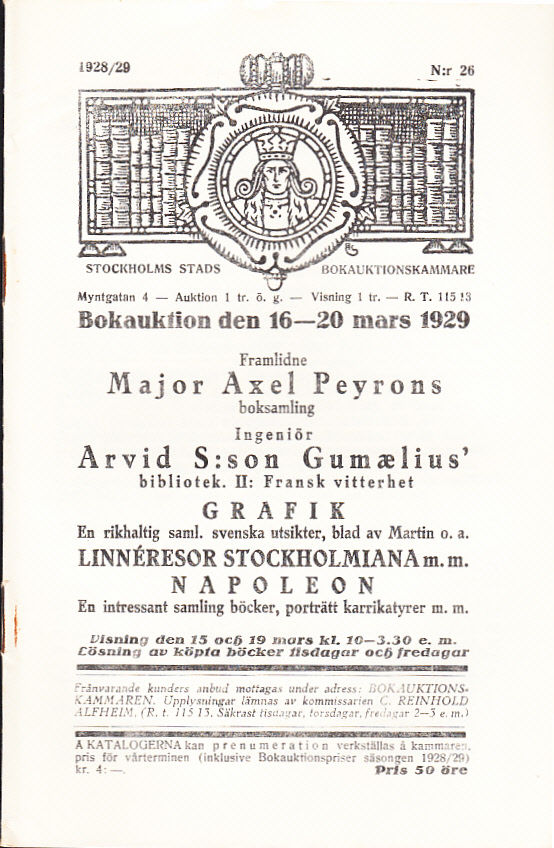 1928/29 N:r 26
STOCKHOLMS STADS BOKAUKTIONSKAMMARE
Myntgatan 4 — Auktion 1 tr. ö. g. — Visning 1 tr. — R. T. 115 13
Bokauktion den 16—20 mars 1929
Framlidne
Major Axel Peyrons
boksamling
Ingeniör
Arvid S:son Gumælius'
bibliotek. II: Fransk vitterhet
GRAFIK
En rikhaltig saml. svenska utsikter, blad av Martin o. a.
LINNÉRESOR STOCKHOLMIANA m. m.
NAPOLEON
En intressant samling böcker, porträtt karrikatyrer m. m.
Visning den 15 och 19 mars kl. 10—3.30 e. m.
Lösning av köpta böcker tisdagar och fredagar
Frånvarande kunders anbud mottagas under adress: BOKAUKTIONS-
KAMMAREN. Upplysningar lämnas av kommissarien C. REINHOLD
ALFHEIM. (R. t. 115 13. Säkrast tisdagar, torsdagar, fredagar 2—3 e. m.)
Å KATALOGERNA kan prenumeration verkställas å kammaren,
pris för vårterminen (inklusive Bokauktionspriser säsongen 1928/29)
kr. 4: —. Pris 50 öre